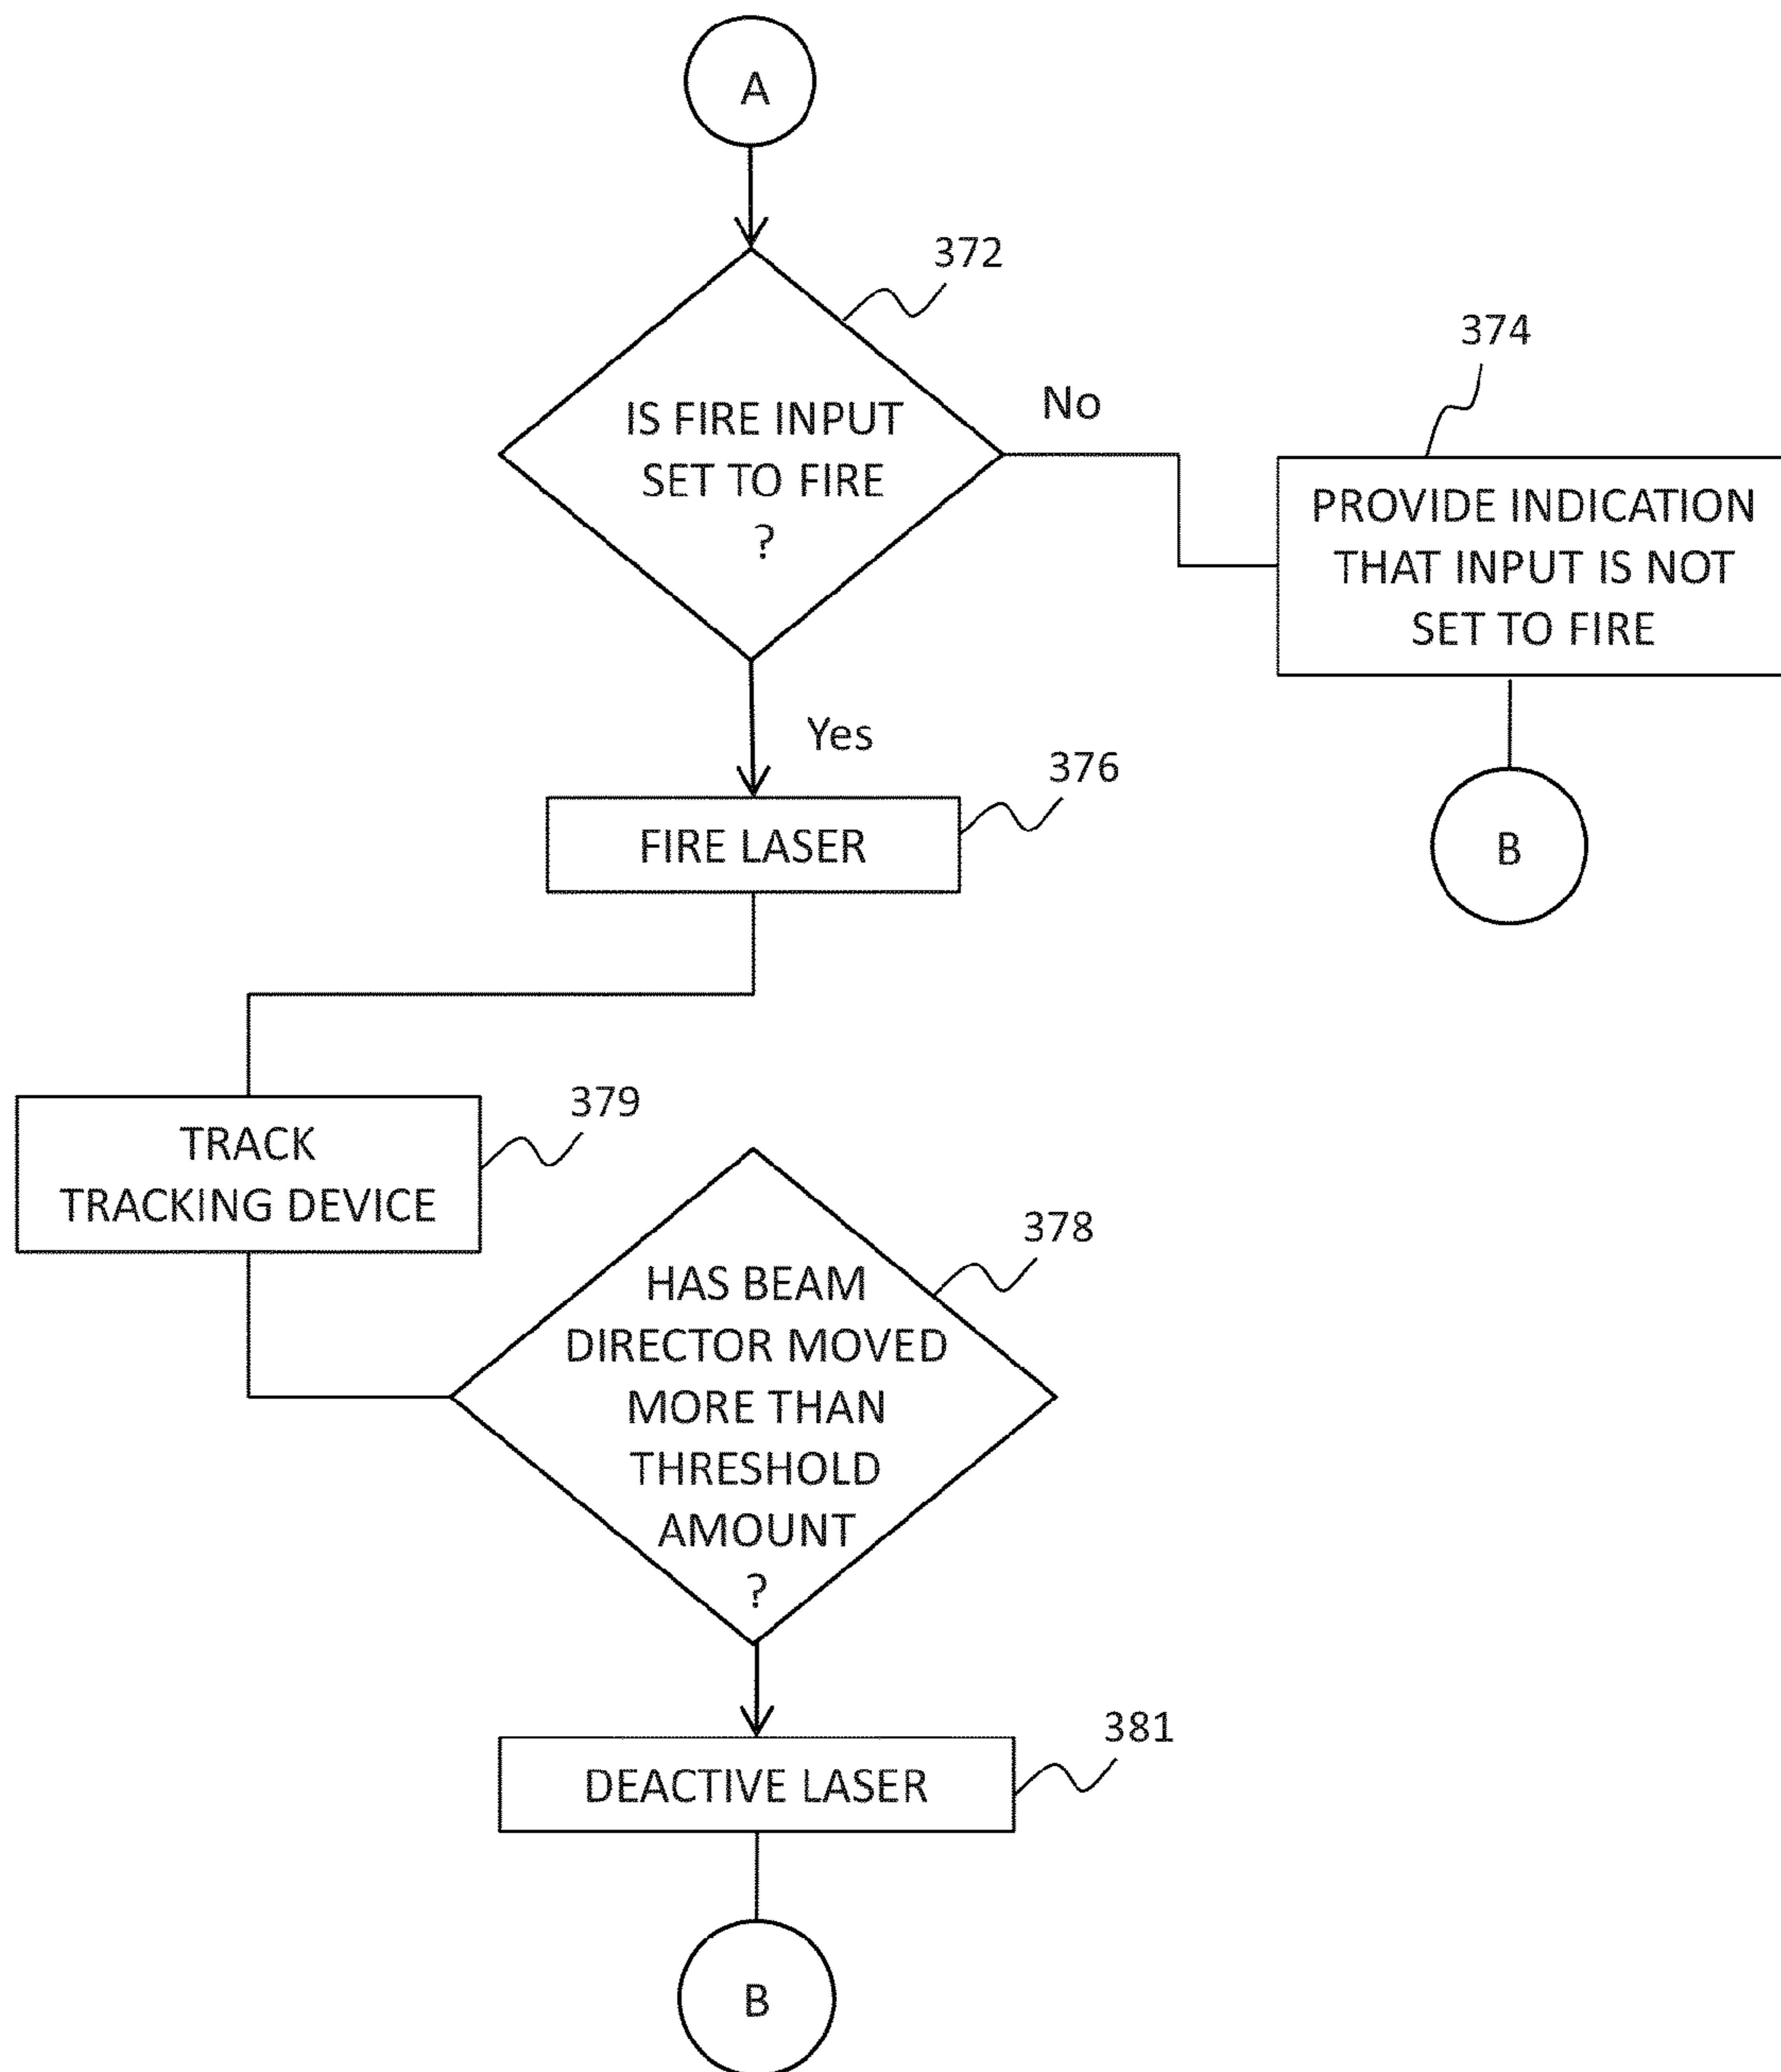 A
372
IS FIRE INPUT
SET TO FIRE
?
No
374
PROVIDE INDICATION
THAT INPUT IS NOT
SET TO FIRE
Yes
376
FIRE LASER
B
379
TRACK
TRACKING DEVICE
378
HAS BEAM
DIRECTOR MOVED
MORE THAN
THRESHOLD
AMOUNT
?
381
DEACTIVE LASER
B